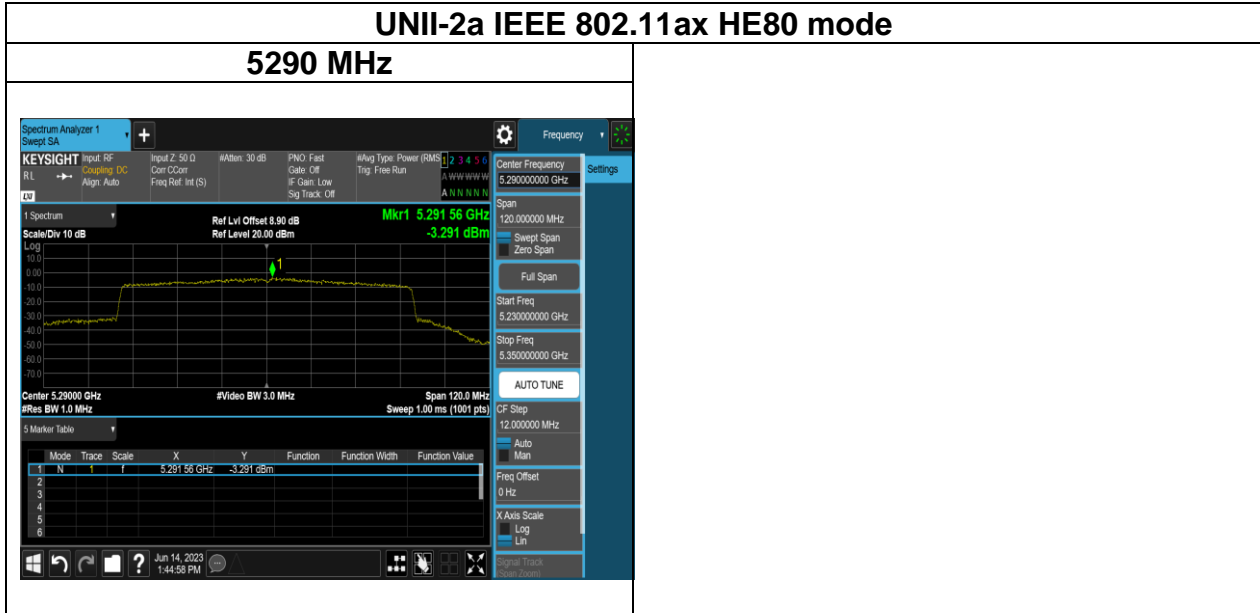 UNII-2a IEEE 802.11ax HE80 mode
5290 MHz
Spectrum Analyzer 1
Swept SA
+
Frequency
KEYSIGHT Input: RF Input Z: 50 Ω #Atten: 30 dB PNO: Fast #Avg Type: Power (RMS 1 2 3 4 5 6
RL Coupling: DC Corr CCorr Gate: Off Trig: Free Run A W W W W W
Align: Auto Freq Ref: Int (S) IF Gain: Low
LXI Sig Track: Off A N N N N N
1 Spectrum Ref Lvl Offset 8.90 dB Mkr1 5.291 56 GHz
Scale/Div 10 dB Ref Level 20.00 dBm -3.291 dBm
Log
10.0
0.00
-10.0
-20.0
-30.0
-40.0
-50.0
-60.0
-70.0
1
Center 5.29000 GHz #Video BW 3.0 MHz Span 120.0 MHz
#Res BW 1.0 MHz Sweep 1.00 ms (1001 pts)
5 Marker Table
Mode Trace Scale X Y Function Function Width Function Value
1 N 1 f 5.291 56 GHz -3.291 dBm
2
3
4
5
6
Jun 14, 2023
1:44:58 PM
?
Center Frequency
5.290000000 GHz
Settings
Span
120.000000 MHz
Swept Span
Zero Span
Full Span
Start Freq
5.230000000 GHz
Stop Freq
5.350000000 GHz
AUTO TUNE
CF Step
12.000000 MHz
Auto
Man
Freq Offset
0 Hz
X Axis Scale
Log
Lin
Signal Track
(Span Zoom)